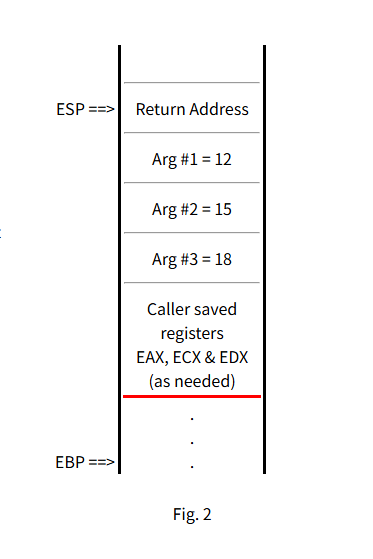 ESP ==> Return Address
Arg #1 = 12
Arg #2 = 15
Arg #3 = 18
Caller saved
registers
EAX, ECX & EDX
(as needed)
.
.
EBP ==> .
Fig. 2